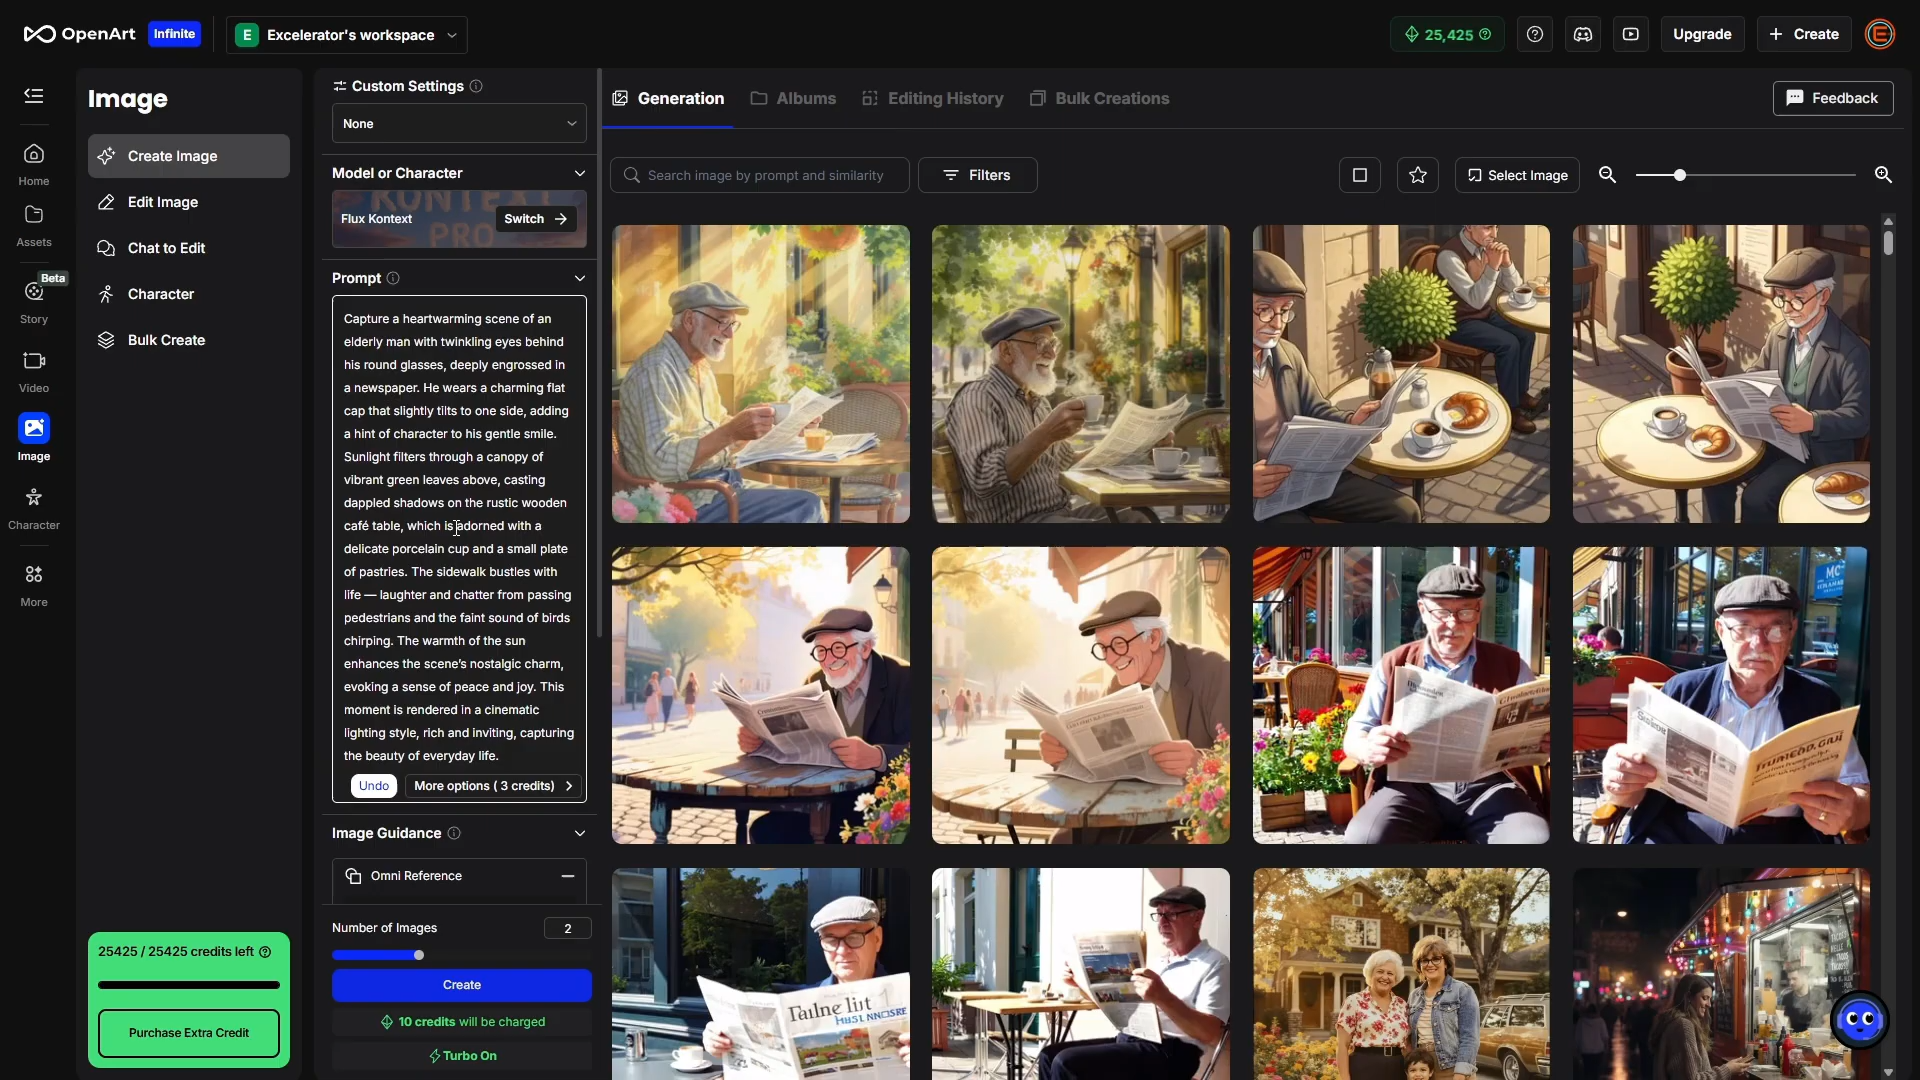 OpenArt
Infinite
E
Excelerator's workspace
25,425
Upgrade
+ Create
Home
Assets
Beta
Story
Video
Image
Character
More
Image
Create Image
Edit Image
Chat to Edit
Character
Bulk Create
25425 / 25425 credits left
Purchase Extra Credit
Custom Settings
None
Model or Character
Flux Kontext
Switch
KONTEXT
PRO
Prompt
Capture a heartwarming scene of an
elderly man with twinkling eyes behind
his round glasses, deeply engrossed in
a newspaper. He wears a charming flat
cap that slightly tilts to one side, adding
a hint of character to his gentle smile.
Sunlight filters through a canopy of
vibrant green leaves above, casting
dappled shadows on the rustic wooden
café table, which is adorned with a
delicate porcelain cup and a small plate
of pastries. The sidewalk bustles with
life — laughter and chatter from passing
pedestrians and the faint sound of birds
chirping. The warmth of the sun
enhances the scene's nostalgic charm,
evoking a sense of peace and joy. This
moment is rendered in a cinematic
lighting style, rich and inviting, capturing
the beauty of everyday life.
Undo
More options ( 3 credits)
Image Guidance
Omni Reference
Number of Images
2
Create
10 credits will be charged
Turbo On
Generation
Albums
Editing History
Bulk Creations
Feedback
Search image by prompt and similarity
Filters
Select Image
MC